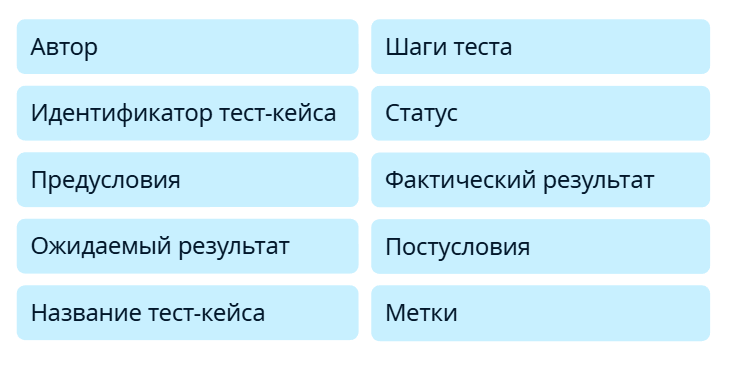 Автор
Идентификатор тест-кейса
Предусловия
Ожидаемый результат
Название тест-кейса
Шаги теста
Статус
Фактический результат
Постусловия
Метки